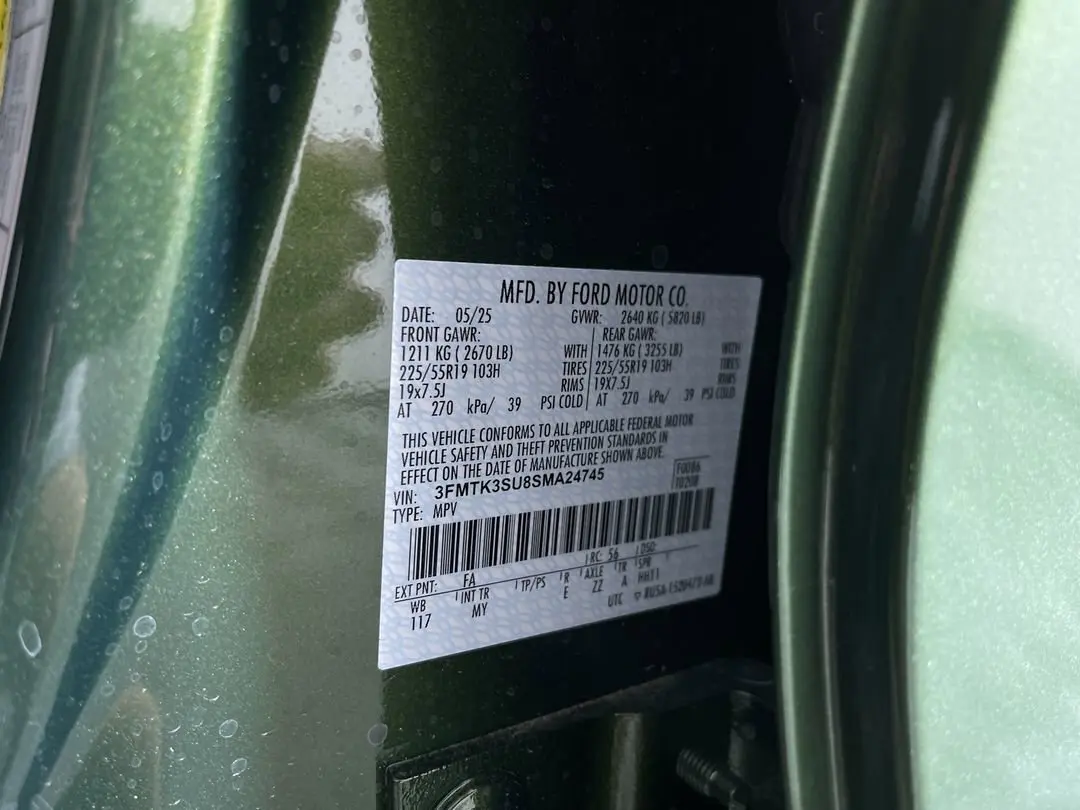 MFD. BY FORD MOTOR CO.
DATE: 05/25 GVWR: 2640 KG ( 5820 LB)
FRONT GAWR: REAR GAWR:
1211 KG ( 2670 LB) WITH 1476 KG ( 3255 LB) WITH
225/55R19 103H TIRES 225/55R19 103H TIRES
19x7.5J RIMS 19x7.5J RIMS
AT 270 kPa/ 39 PSI COLD AT 270 kPa/ 39 PSI COLD
THIS VEHICLE CONFORMS TO ALL APPLICABLE FEDERAL MOTOR
VEHICLE SAFETY AND THEFT PREVENTION STANDARDS IN
EFFECT ON THE DATE OF MANUFACTURE SHOWN ABOVE.
VIN: 3FMTK3SU8SMA24745
F0086
TYPE: MPV
EXT PNT: FA RC: 56 DSO:
WB INT TR TP/PS R AXLE TR SPR
117 MY E ZZ A HH11
UTC